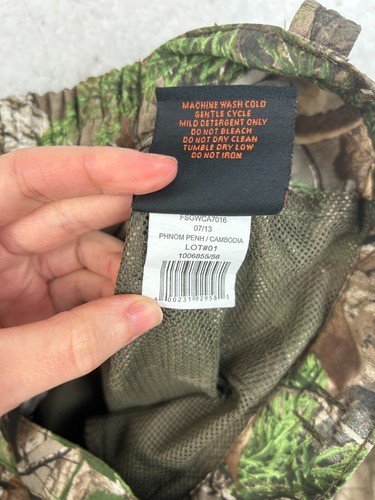 MACHINE WASH COLD
GENTLE CYCLE
MILD DETERGENT ONLY
DO NOT BLEACH
DO NOT DRY CLEAN
TUMBLE DRY LOW
DO NOT IRON
FSGWCA7016
07/13
PHNOM PENH / CAMBODIA
LOT#01
1006855/56